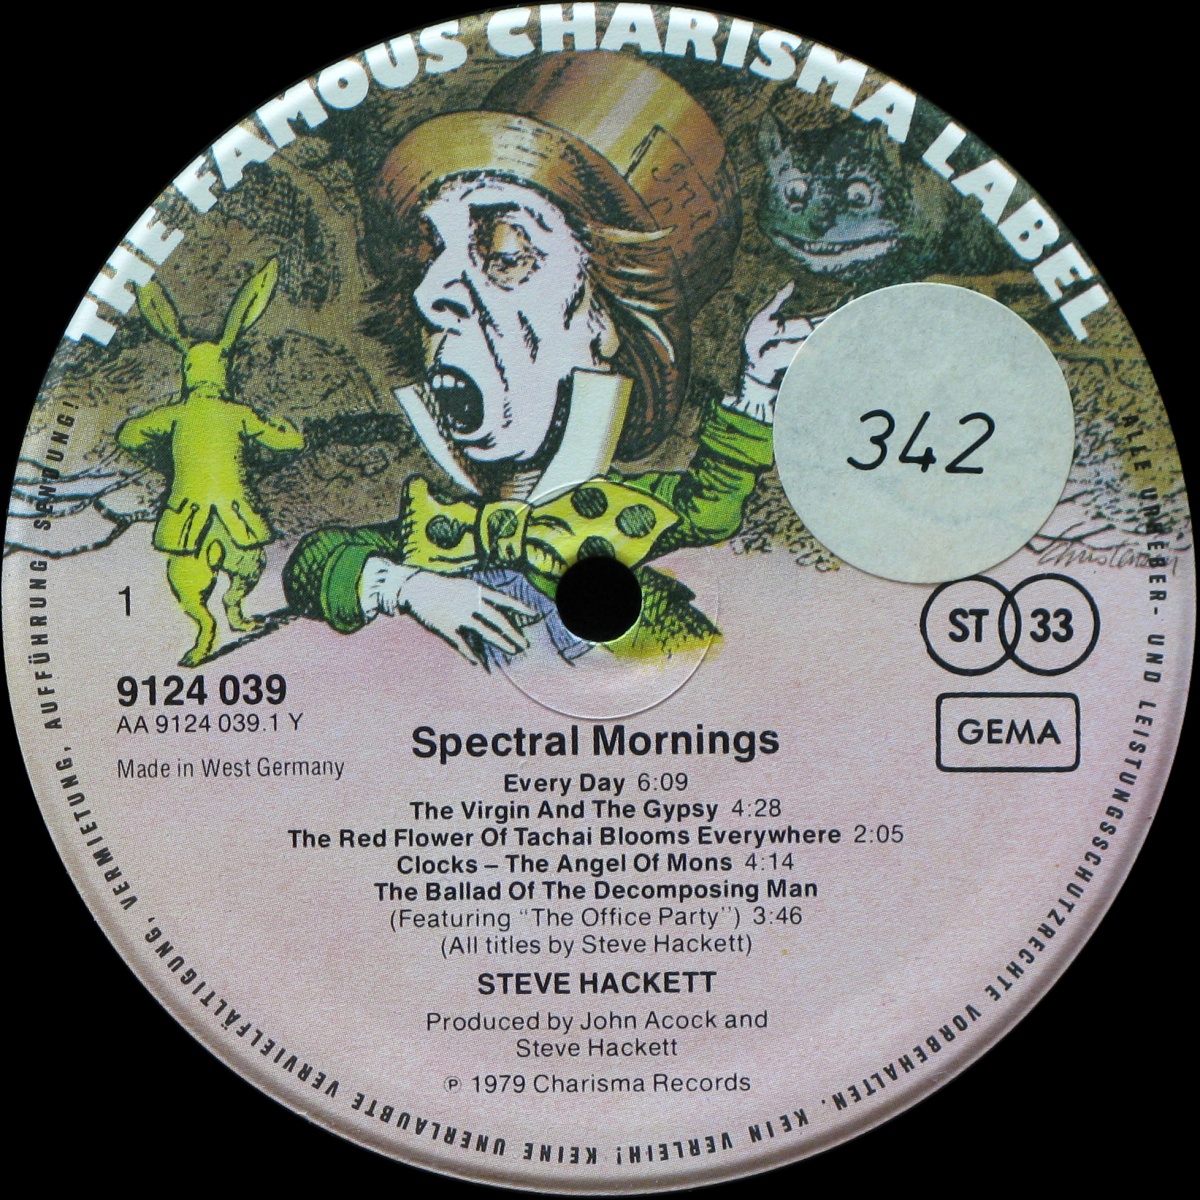 THE FAMOUS CHARISMA LABEL
342
Christensen
1
ST 33
9124 039
AA 9124 039.1 Y
GEMA
Made in West Germany
Spectral Mornings
Every Day 6:09
The Virgin And The Gypsy 4:28
The Red Flower Of Tachai Blooms Everywhere 2:05
Clocks – The Angel Of Mons 4:14
The Ballad Of The Decomposing Man
(Featuring “The Office Party”) 3:46
(All titles by Steve Hackett)
STEVE HACKETT
Produced by John Acock and
Steve Hackett
℗ 1979 Charisma Records
ALLE URHEBER- UND LEISTUNGSSCHUTZRECHTE VORBEHALTEN. KEIN VERLEIH! KEINE UNERLAUBTE VERVIELFÄLTIGUNG, VERMIETUNG, AUFFÜHRUNG SENDUNG!